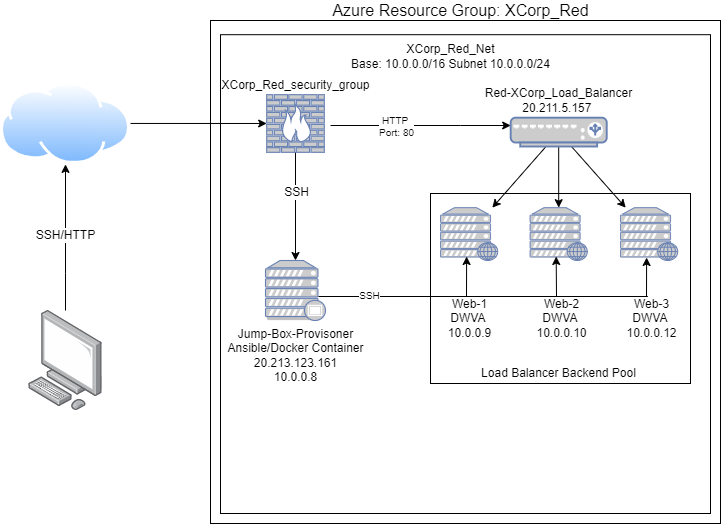 Azure Resource Group: XCorp_Red
XCorp_Red_Net
Base: 10.0.0.0/16 Subnet 10.0.0.0/24
XCorp_Red_security_group
Red-XCorp_Load_Balancer
20.211.5.157
HTTP
Port: 80
SSH
SSH/HTTP
SSH
Jump-Box-Provisoner
Ansible/Docker Container
20.213.123.161
10.0.0.8
Web-1
DWVA
10.0.0.9
Web-2
DWVA
10.0.0.10
Web-3
DWVA
10.0.0.12
Load Balancer Backend Pool